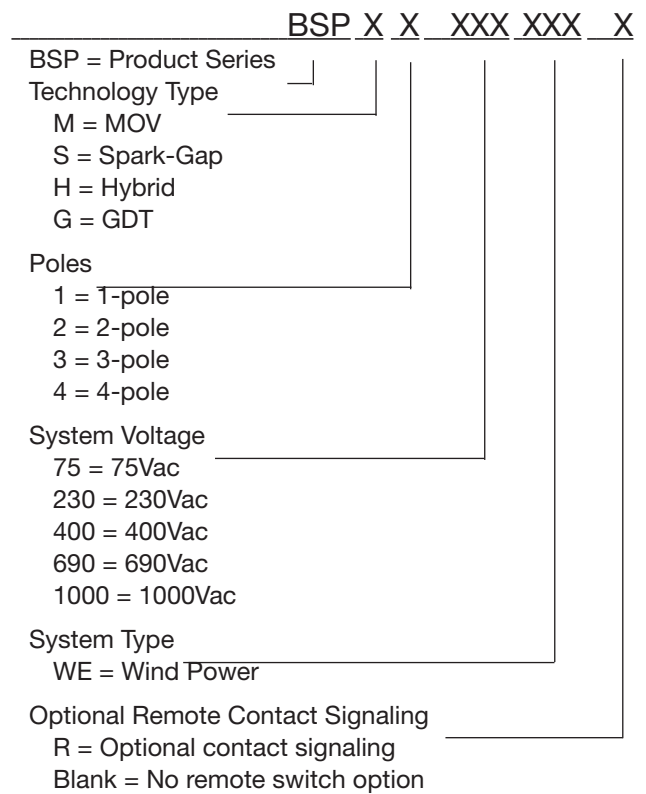 BSP X X XXX XXX X
BSP = Product Series
Technology Type
M = MOV
S = Spark-Gap
H = Hybrid
G = GDT
Poles
1 = 1-pole
2 = 2-pole
3 = 3-pole
4 = 4-pole
System Voltage
75 = 75Vac
230 = 230Vac
400 = 400Vac
690 = 690Vac
1000 = 1000Vac
System Type
WE = Wind Power
Optional Remote Contact Signaling
R = Optional contact signaling
Blank = No remote switch option